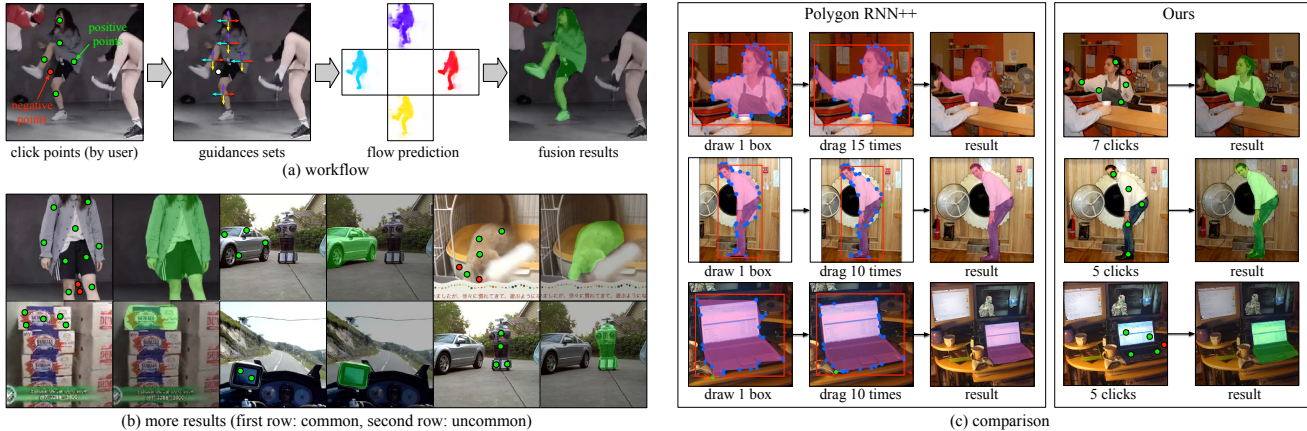 positive
points
negative
points
click points (by user)
guidances sets
flow prediction
fusion results
(a) workflow
(b) more results (first row: common, second row: uncommon)
Polygon RNN++
Ours
draw 1 box
drag 15 times
result
7 clicks
result
draw 1 box
drag 10 times
result
5 clicks
result
draw 1 box
drag 10 times
result
5 clicks
result
(c) comparison